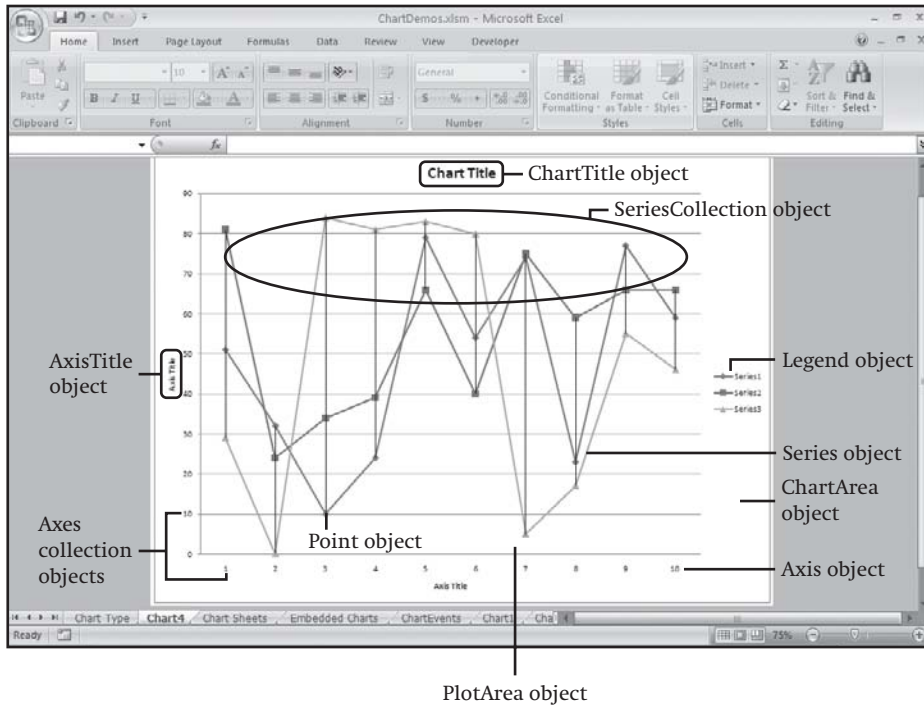 ChartDemos.xlsm - Microsoft Excel
Home Insert Page Layout Formulas Data Review View Developer
Paste
10 A A
General
Insert
Delete
Format
B I U
$ % ,
Conditional Formatting
Format as Table
Cell Styles
Sort & Filter
Find & Select
Clipboard Font Alignment Number Styles Cells Editing
fx
Chart Title
ChartTitle object
SeriesCollection object
90
80
70
60
50
40
30
20
10
0
Axis Title
AxisTitle
object
Series1
Series2
Series3
Legend object
Series object
ChartArea
object
Axes
collection
objects
Point object
1 2 3 4 5 6 7 8 9 10
Axis object
Axis Title
Chart Type Chart4 Chart Sheets Embedded Charts ChartEvents Chart1 Cha
Ready 75%
PlotArea object